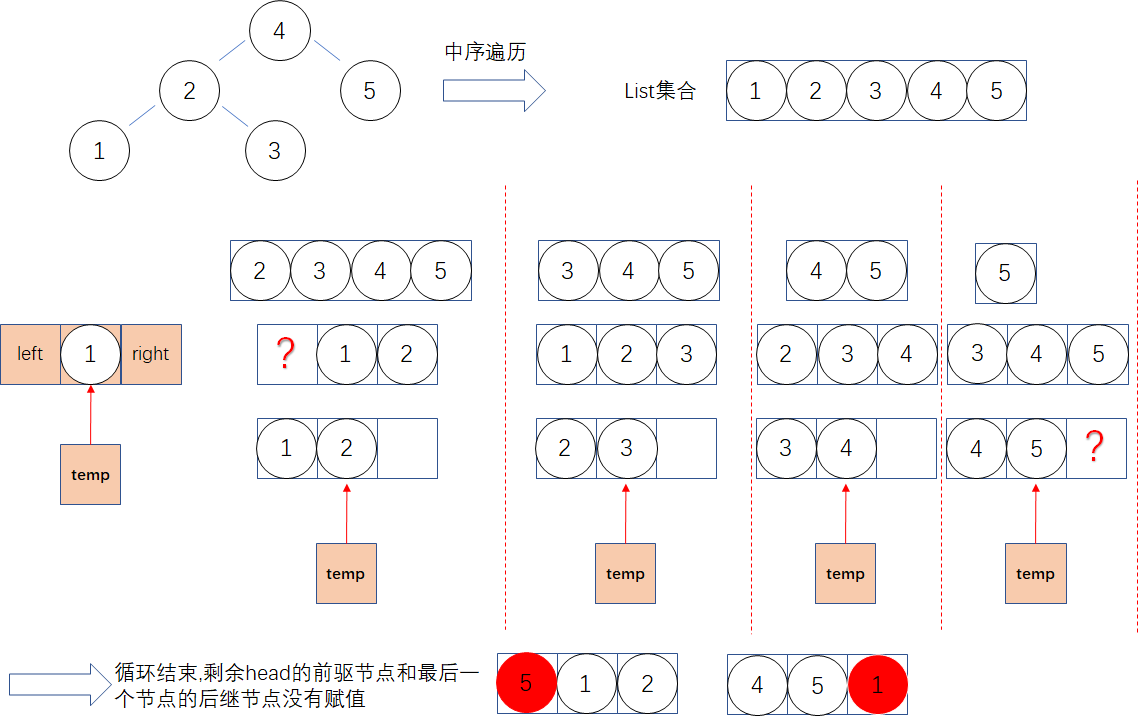 4
中序遍历
2
5
List集合
1 2 3 4 5
1
3
2 3 4 5
3 4 5
4 5
5
left 1 right
? 1 2
1 2 3
2 3 4
3 4 5
1 2
2 3
3 4
4 5 ?
temp
temp
temp
temp
temp
循环结束,剩余head的前驱节点和最后一
个节点的后继节点没有赋值
5 1 2
4 5 1